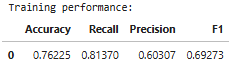 Training performance:
Accuracy Recall Precision F1
0 0.76225 0.81370 0.60307 0.69273